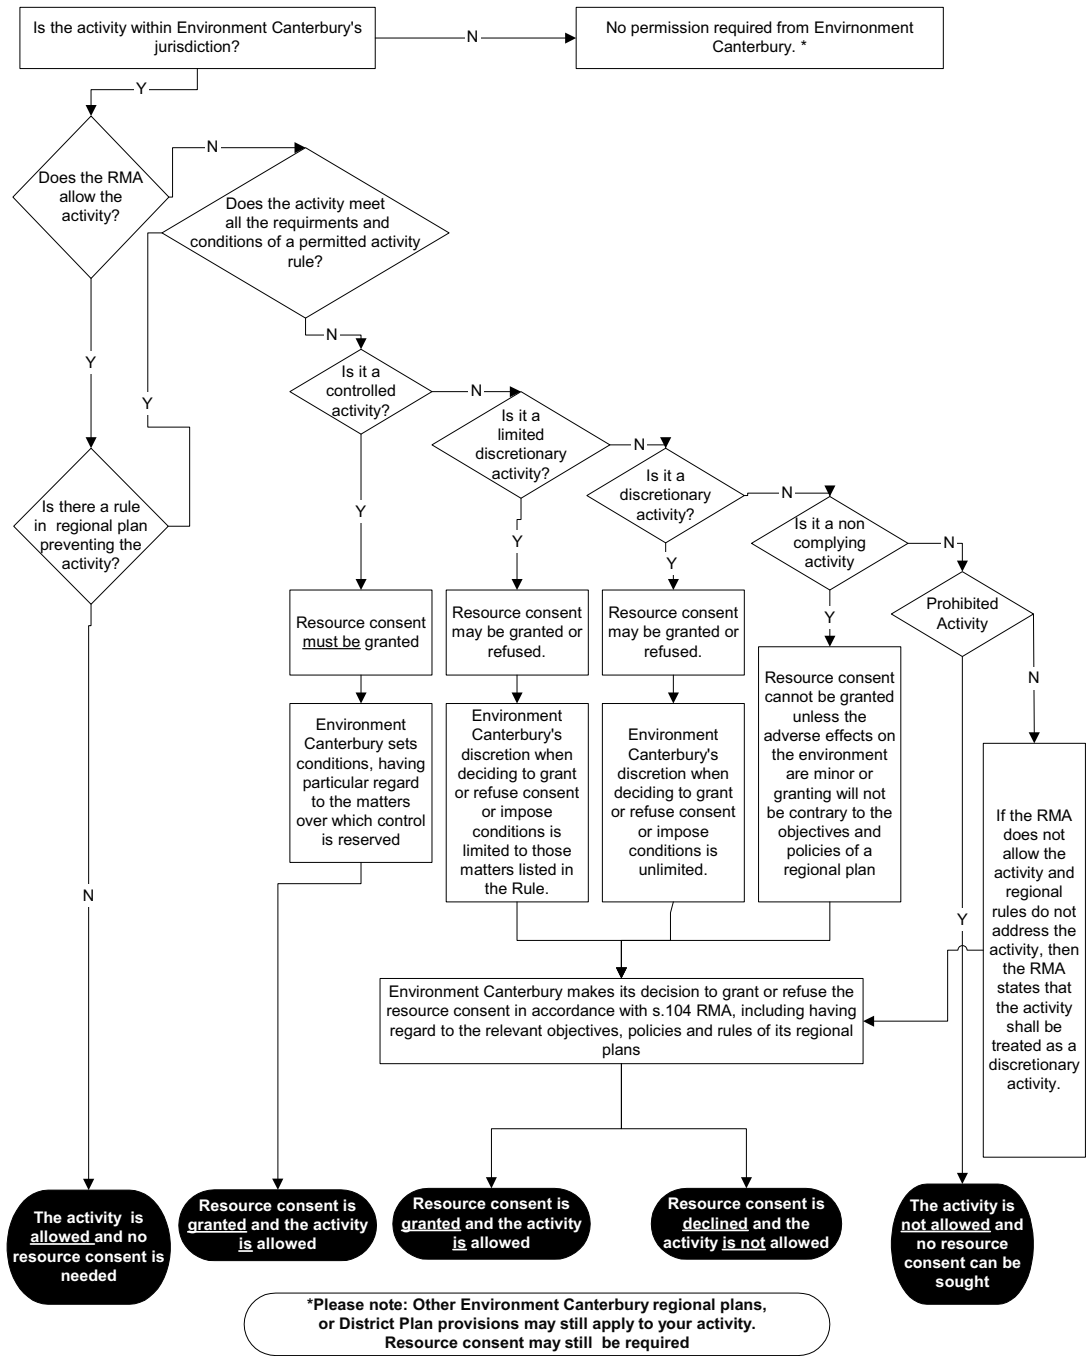 Is the activity within Environment Canterbury's
jurisdiction?
N
No permission required from Envirnonment
Canterbury. *
Y
Does the RMA
allow the
activity?
N
Does the activity meet
all the requirments and
conditions of a permitted activity
rule?
N
Y
Y
Is it a
controlled
activity?
N
Is it a
limited
discretionary
activity?
N
Is it a
discretionary
activity?
N
Is it a non
complying
activity
N
Prohibited
Activity
Is there a rule
in regional plan
preventing the
activity?
Y
Y
Y
Y
N
Resource consent
must be granted
Resource consent
may be granted or
refused.
Resource consent
may be granted or
refused.
Resource consent
cannot be granted
unless the
adverse effects on
the environment
are minor or
granting will not
be contrary to the
objectives and
policies of a
regional plan
Environment
Canterbury sets
conditions, having
particular regard
to the matters
over which control
is reserved
Environment
Canterbury's
discretion when
deciding to grant
or refuse consent
or impose
conditions is
limited to those
matters listed in
the Rule.
Environment
Canterbury's
discretion when
deciding to grant
or refuse consent
or impose
conditions is
unlimited.
If the RMA
does not
allow the
activity and
regional
rules do not
address the
activity, then
the RMA
states that
the activity
shall be
treated as a
discretionary
activity.
N
Y
Environment Canterbury makes its decision to grant or refuse the
resource consent in accordance with s.104 RMA, including having
regard to the relevant objectives, policies and rules of its regional
plans
The activity is
allowed and no
resource consent is
needed
Resource consent is
granted and the activity
is allowed
Resource consent is
granted and the activity
is allowed
Resource consent is
declined and the
activity is not allowed
The activity is
not allowed and
no resource
consent can be
sought
*Please note: Other Environment Canterbury regional plans,
or District Plan provisions may still apply to your activity.
Resource consent may still  be required